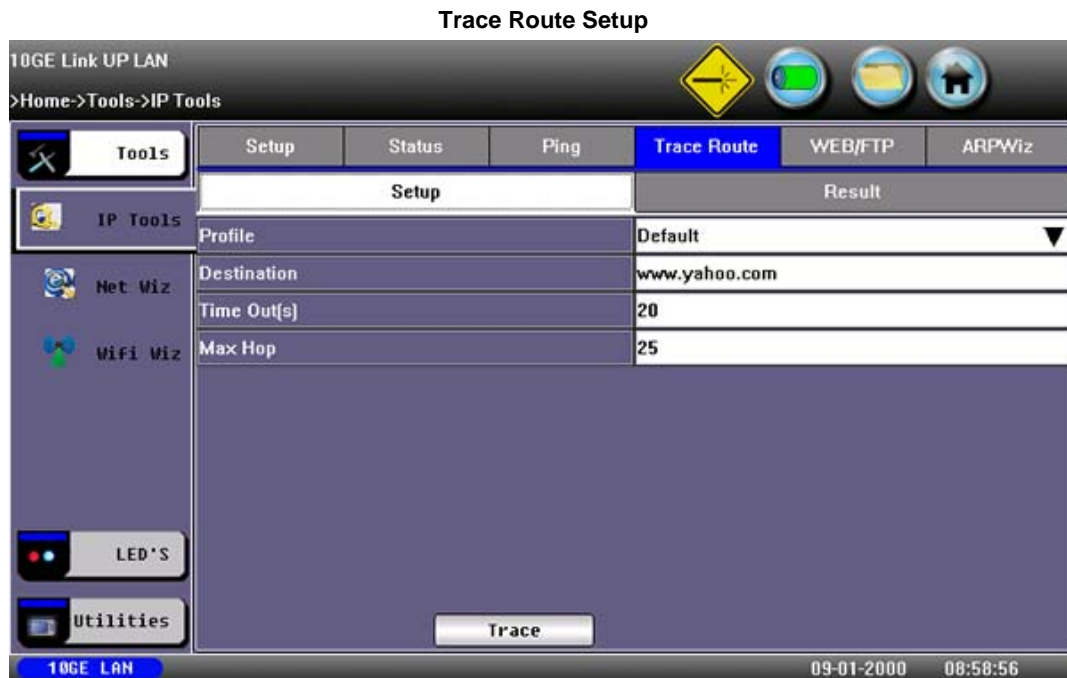 Trace Route Setup
10GE Link UP LAN
>Home->Tools->IP Tools
Tools
Setup Status Ping Trace Route WEB/FTP ARPWiz
Setup Result
IP Tools
Profile Default
Net Wiz
Destination www.yahoo.com
Time Out(s) 20
WiFi Wiz
Max Hop 25
LED'S
Utilities
Trace
10GE LAN 09-01-2000 08:58:56